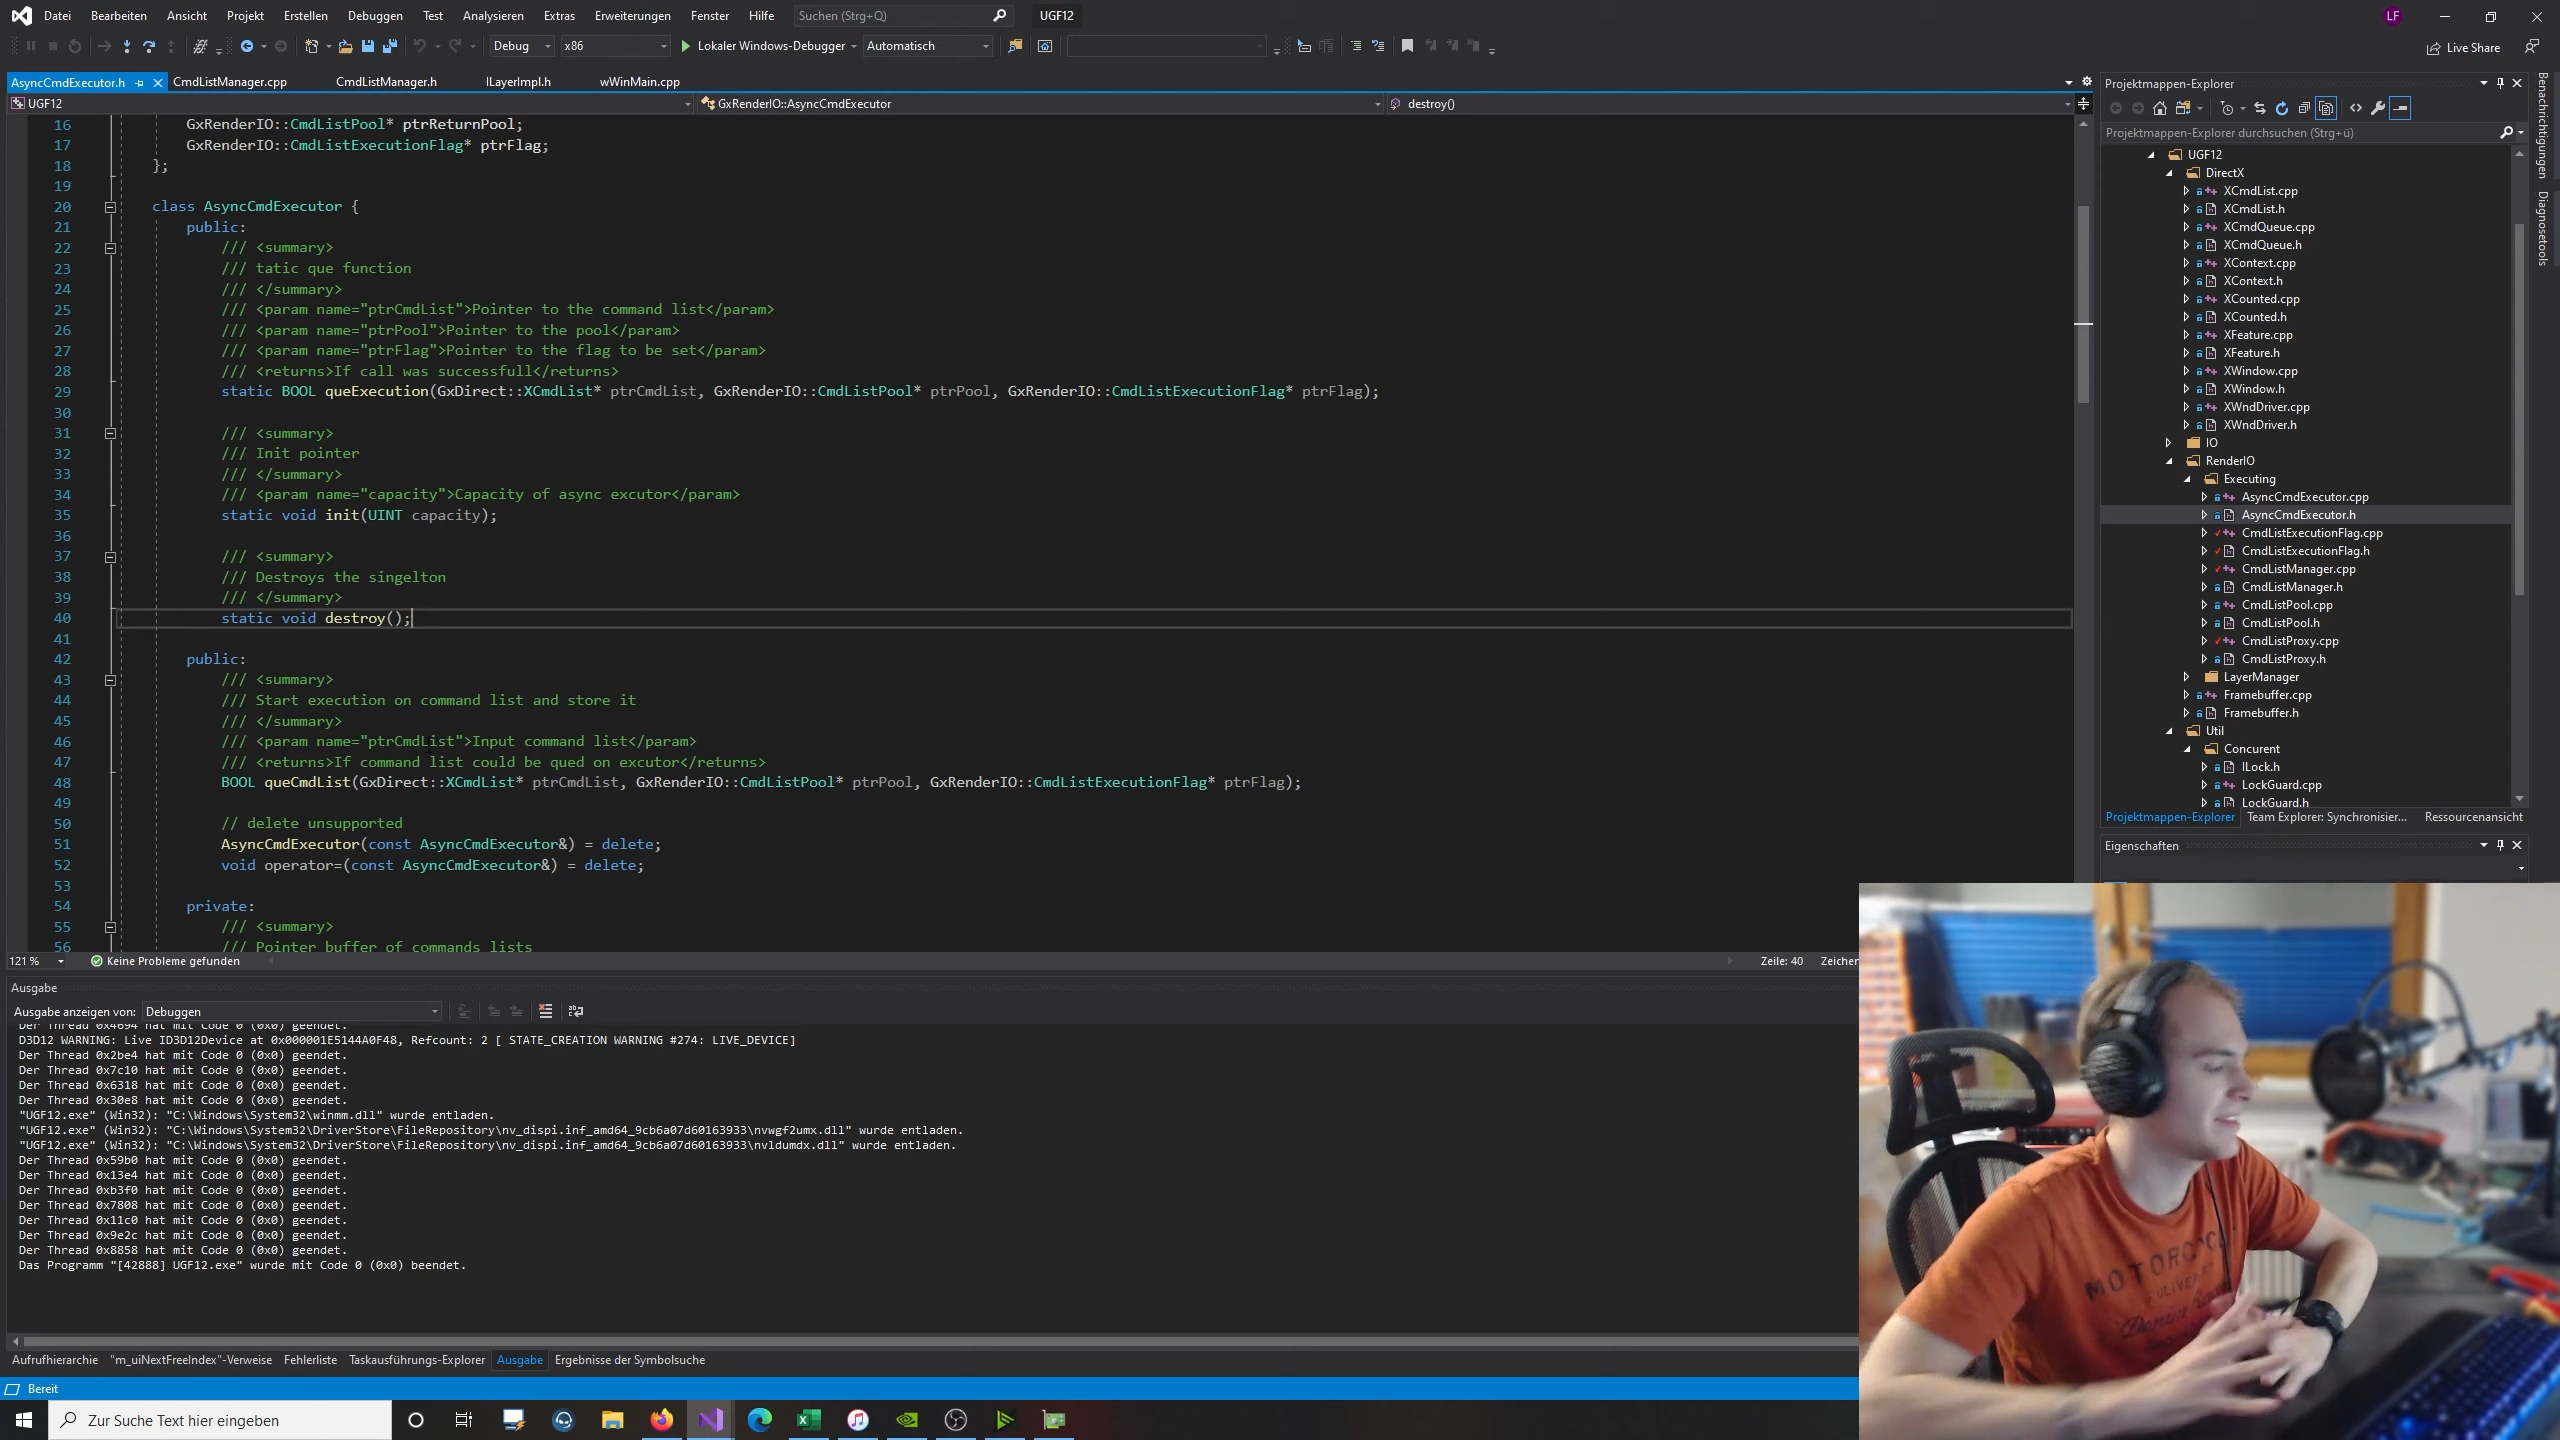 Datei Bearbeiten Ansicht Projekt Erstellen Debuggen Test Analysieren Extras Erweiterungen Fenster Hilfe Suchen (Strg+Q) UGF12 LF
Debug x86 Lokaler Windows-Debugger Automatisch Live Share
AsyncCmdExecutor.h CmdListManager.cpp CmdListManager.h ILayerImpl.h wWinMain.cpp
UGF12 GxRenderIO::AsyncCmdExecutor destroy()
16 GxRenderIO::CmdListPool* ptrReturnPool;
17 GxRenderIO::CmdListExecutionFlag* ptrFlag;
18 };
19
20 class AsyncCmdExecutor {
21 public:
22 /// <summary>
23 /// tatic que function
24 /// </summary>
25 /// <param name="ptrCmdList">Pointer to the command list</param>
26 /// <param name="ptrPool">Pointer to the pool</param>
27 /// <param name="ptrFlag">Pointer to the flag to be set</param>
28 /// <returns>If call was successfull</returns>
29 static BOOL queExecution(GxDirect::XCmdList* ptrCmdList, GxRenderIO::CmdListPool* ptrPool, GxRenderIO::CmdListExecutionFlag* ptrFlag);
30
31 /// <summary>
32 /// Init pointer
33 /// </summary>
34 /// <param name="capacity">Capacity of async excutor</param>
35 static void init(UINT capacity);
36
37 /// <summary>
38 /// Destroys the singelton
39 /// </summary>
40 static void destroy();
41
42 public:
43 /// <summary>
44 /// Start execution on command list and store it
45 /// </summary>
46 /// <param name="ptrCmdList">Input command list</param>
47 /// <returns>If command list could be qued on excutor</returns>
48 BOOL queCmdList(GxDirect::XCmdList* ptrCmdList, GxRenderIO::CmdListPool* ptrPool, GxRenderIO::CmdListExecutionFlag* ptrFlag);
49
50 // delete unsupported
51 AsyncCmdExecutor(const AsyncCmdExecutor&) = delete;
52 void operator=(const AsyncCmdExecutor&) = delete;
53
54 private:
55 /// <summary>
56 /// Pointer buffer of commands lists
121 % Keine Probleme gefunden Zeile: 40 Zeichen
Ausgabe
Ausgabe anzeigen von: Debuggen
Der Thread 0x4694 hat mit Code 0 (0x0) geendet.
D3D12 WARNING: Live ID3D12Device at 0x000001E5144A0F48, Refcount: 2 [ STATE_CREATION WARNING #274: LIVE_DEVICE]
Der Thread 0x2be4 hat mit Code 0 (0x0) geendet.
Der Thread 0x7c10 hat mit Code 0 (0x0) geendet.
Der Thread 0x6318 hat mit Code 0 (0x0) geendet.
Der Thread 0x30e8 hat mit Code 0 (0x0) geendet.
"UGF12.exe" (Win32): "C:\Windows\System32\winmm.dll" wurde entladen.
"UGF12.exe" (Win32): "C:\Windows\System32\DriverStore\FileRepository\nv_dispi.inf_amd64_9cb6a07d60163933\nvwgf2umx.dll" wurde entladen.
"UGF12.exe" (Win32): "C:\Windows\System32\DriverStore\FileRepository\nv_dispi.inf_amd64_9cb6a07d60163933\nvldumdx.dll" wurde entladen.
Der Thread 0x59b0 hat mit Code 0 (0x0) geendet.
Der Thread 0x13e4 hat mit Code 0 (0x0) geendet.
Der Thread 0xb3f0 hat mit Code 0 (0x0) geendet.
Der Thread 0x7808 hat mit Code 0 (0x0) geendet.
Der Thread 0x11c0 hat mit Code 0 (0x0) geendet.
Der Thread 0x9e2c hat mit Code 0 (0x0) geendet.
Der Thread 0x8858 hat mit Code 0 (0x0) geendet.
Das Programm "[42888] UGF12.exe" wurde mit Code 0 (0x0) beendet.
Aufrufhierarchie "m_uiNextFreeIndex"-Verweise Fehlerliste Taskausführungs-Explorer Ausgabe Ergebnisse der Symbolsuche
Bereit
Zur Suche Text hier eingeben
Projektmappen-Explorer
Projektmappen-Explorer durchsuchen (Strg+ü)
UGF12
DirectX
XCmdList.cpp
XCmdList.h
XCmdQueue.cpp
XCmdQueue.h
XContext.cpp
XContext.h
XCounted.cpp
XCounted.h
XFeature.cpp
XFeature.h
XWindow.cpp
XWindow.h
XWndDriver.cpp
XWndDriver.h
IO
RenderIO
Executing
AsyncCmdExecutor.cpp
AsyncCmdExecutor.h
CmdListExecutionFlag.cpp
CmdListExecutionFlag.h
CmdListManager.cpp
CmdListManager.h
CmdListPool.cpp
CmdListPool.h
CmdListProxy.cpp
CmdListProxy.h
LayerManager
Framebuffer.cpp
Framebuffer.h
Util
Concurent
ILock.h
LockGuard.cpp
LockGuard.h
Projektmappen-Explorer Team Explorer: Synchronisier... Ressourcenansicht
Eigenschaften
Benachrichtigungen
Diagnosetools